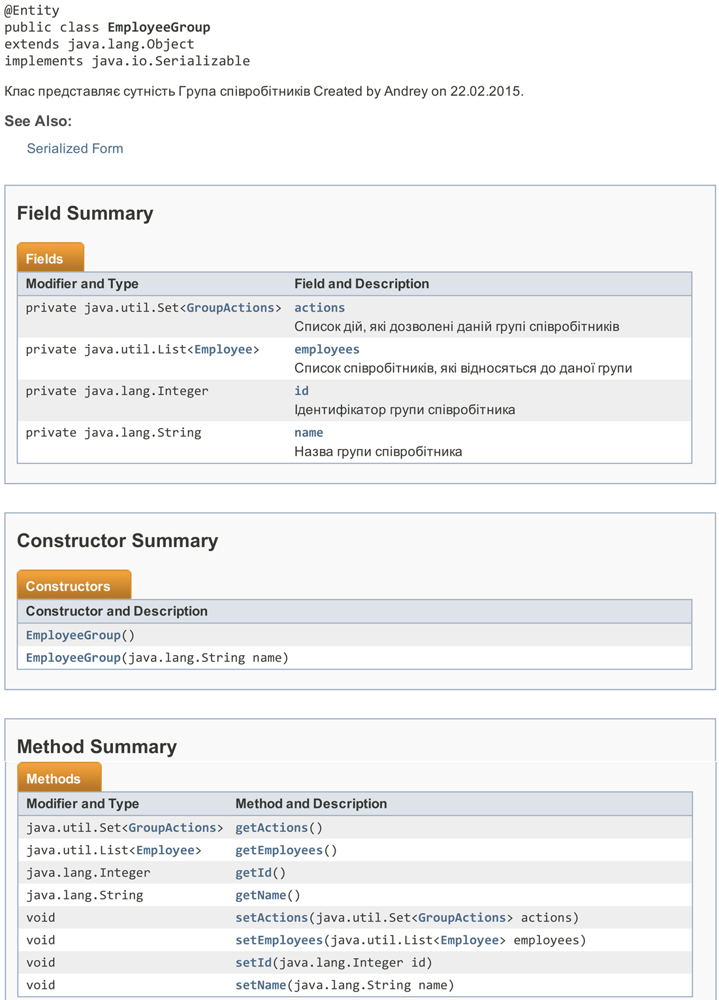 @Entity
public class EmployeeGroup
extends java.lang.Object
implements java.io.Serializable
Клас представляє сутність Група співробітників Created by Andrey on 22.02.2015.
See Also:
Serialized Form
Field Summary
Fields
Modifier and Type Field and Description
private java.util.Set<GroupActions> actions
Список дій, які дозволені даній групі співробітників
private java.util.List<Employee> employees
Список співробітників, які відносяться до даної групи
private java.lang.Integer id
Ідентифікатор групи співробітника
private java.lang.String name
Назва групи співробітника
Constructor Summary
Constructors
Constructor and Description
EmployeeGroup()
EmployeeGroup(java.lang.String name)
Method Summary
Methods
Modifier and Type Method and Description
java.util.Set<GroupActions> getActions()
java.util.List<Employee> getEmployees()
java.lang.Integer getId()
java.lang.String getName()
void setActions(java.util.Set<GroupActions> actions)
void setEmployees(java.util.List<Employee> employees)
void setId(java.lang.Integer id)
void setName(java.lang.String name)